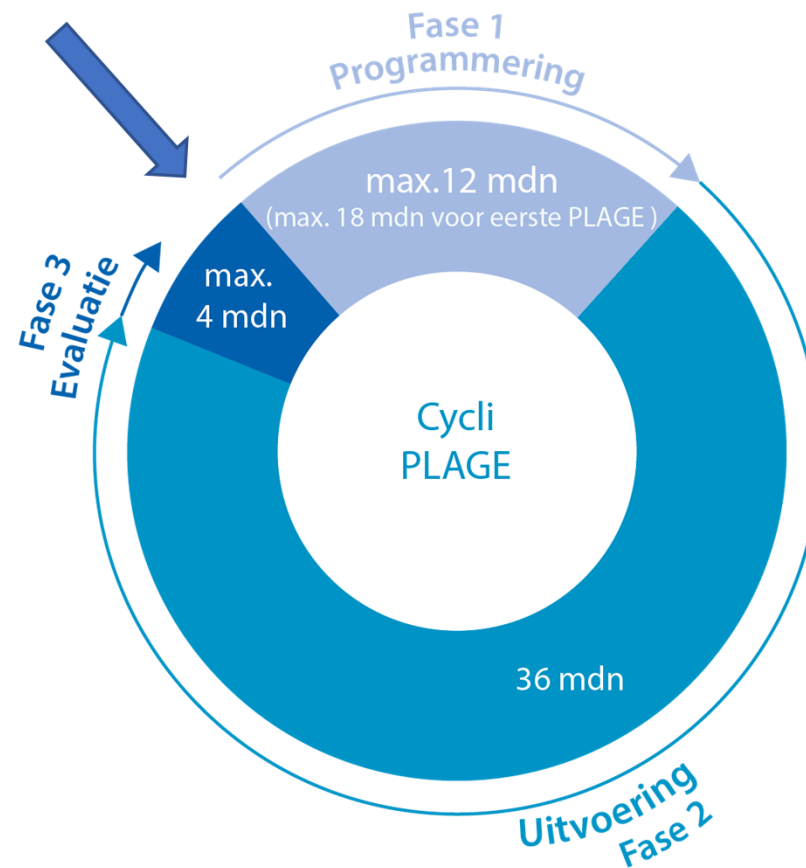 Fase 1
Programmering
max.12 mdn
(max. 18 mdn voor eerste PLAGE )
Fase 3
Evaluatie
max.
4 mdn
Cycli
PLAGE
36 mdn
Uitvoering
Fase 2